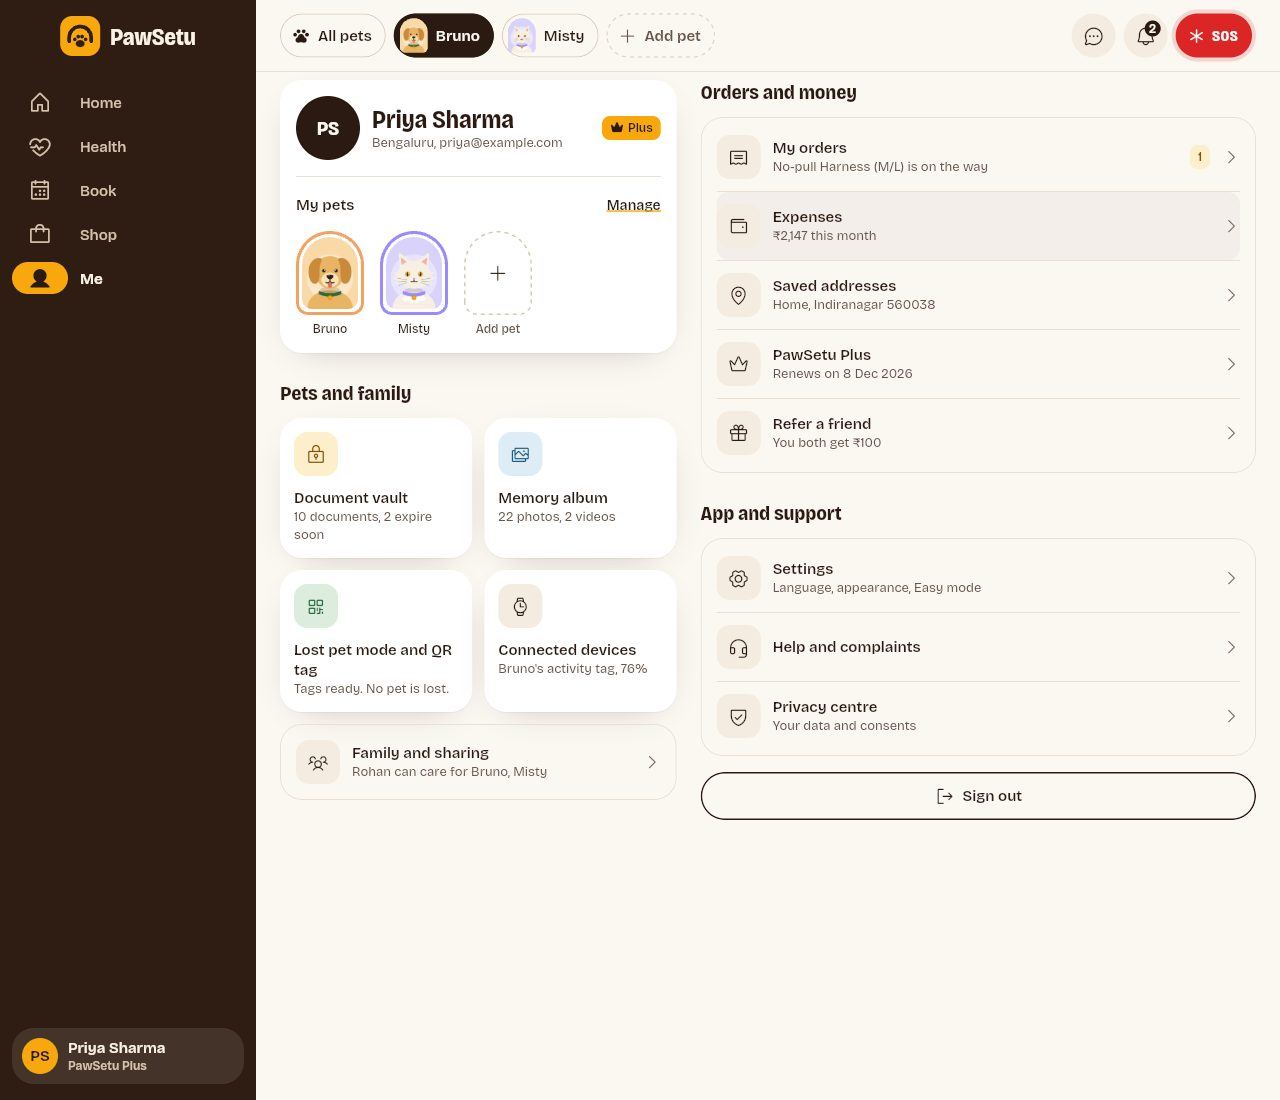 PawSetu
Home
Health
Book
Shop
Me
PS
Priya Sharma
PawSetu Plus
All pets
Bruno
Misty
Add pet
2
SOS
PS
Priya Sharma
Bengaluru, priya@example.com
Plus
My pets
Manage
Bruno
Misty
Add pet
Pets and family
Document vault
10 documents, 2 expire
soon
Memory album
22 photos, 2 videos
Lost pet mode and QR
tag
Tags ready. No pet is lost.
Connected devices
Bruno's activity tag, 76%
Family and sharing
Rohan can care for Bruno, Misty
Orders and money
My orders
No-pull Harness (M/L) is on the way
1
Expenses
₹2,147 this month
Saved addresses
Home, Indiranagar 560038
PawSetu Plus
Renews on 8 Dec 2026
Refer a friend
You both get ₹100
App and support
Settings
Language, appearance, Easy mode
Help and complaints
Privacy centre
Your data and consents
Sign out